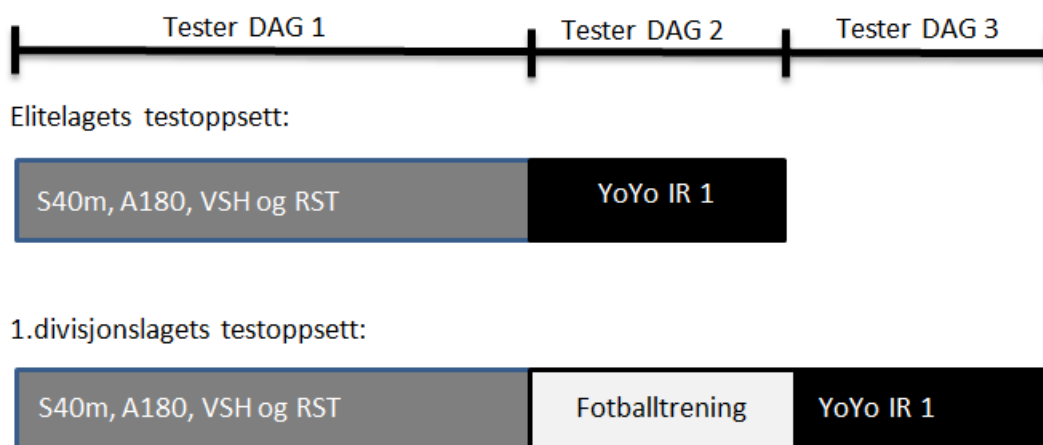 Tester DAG 1
Tester DAG 2
Tester DAG 3
Elitelagets testoppsett:
S40m, A180, VSH og RST
YoYo IR 1
1.divisjonslagets testoppsett:
S40m, A180, VSH og RST
Fotballtrening
YoYo IR 1